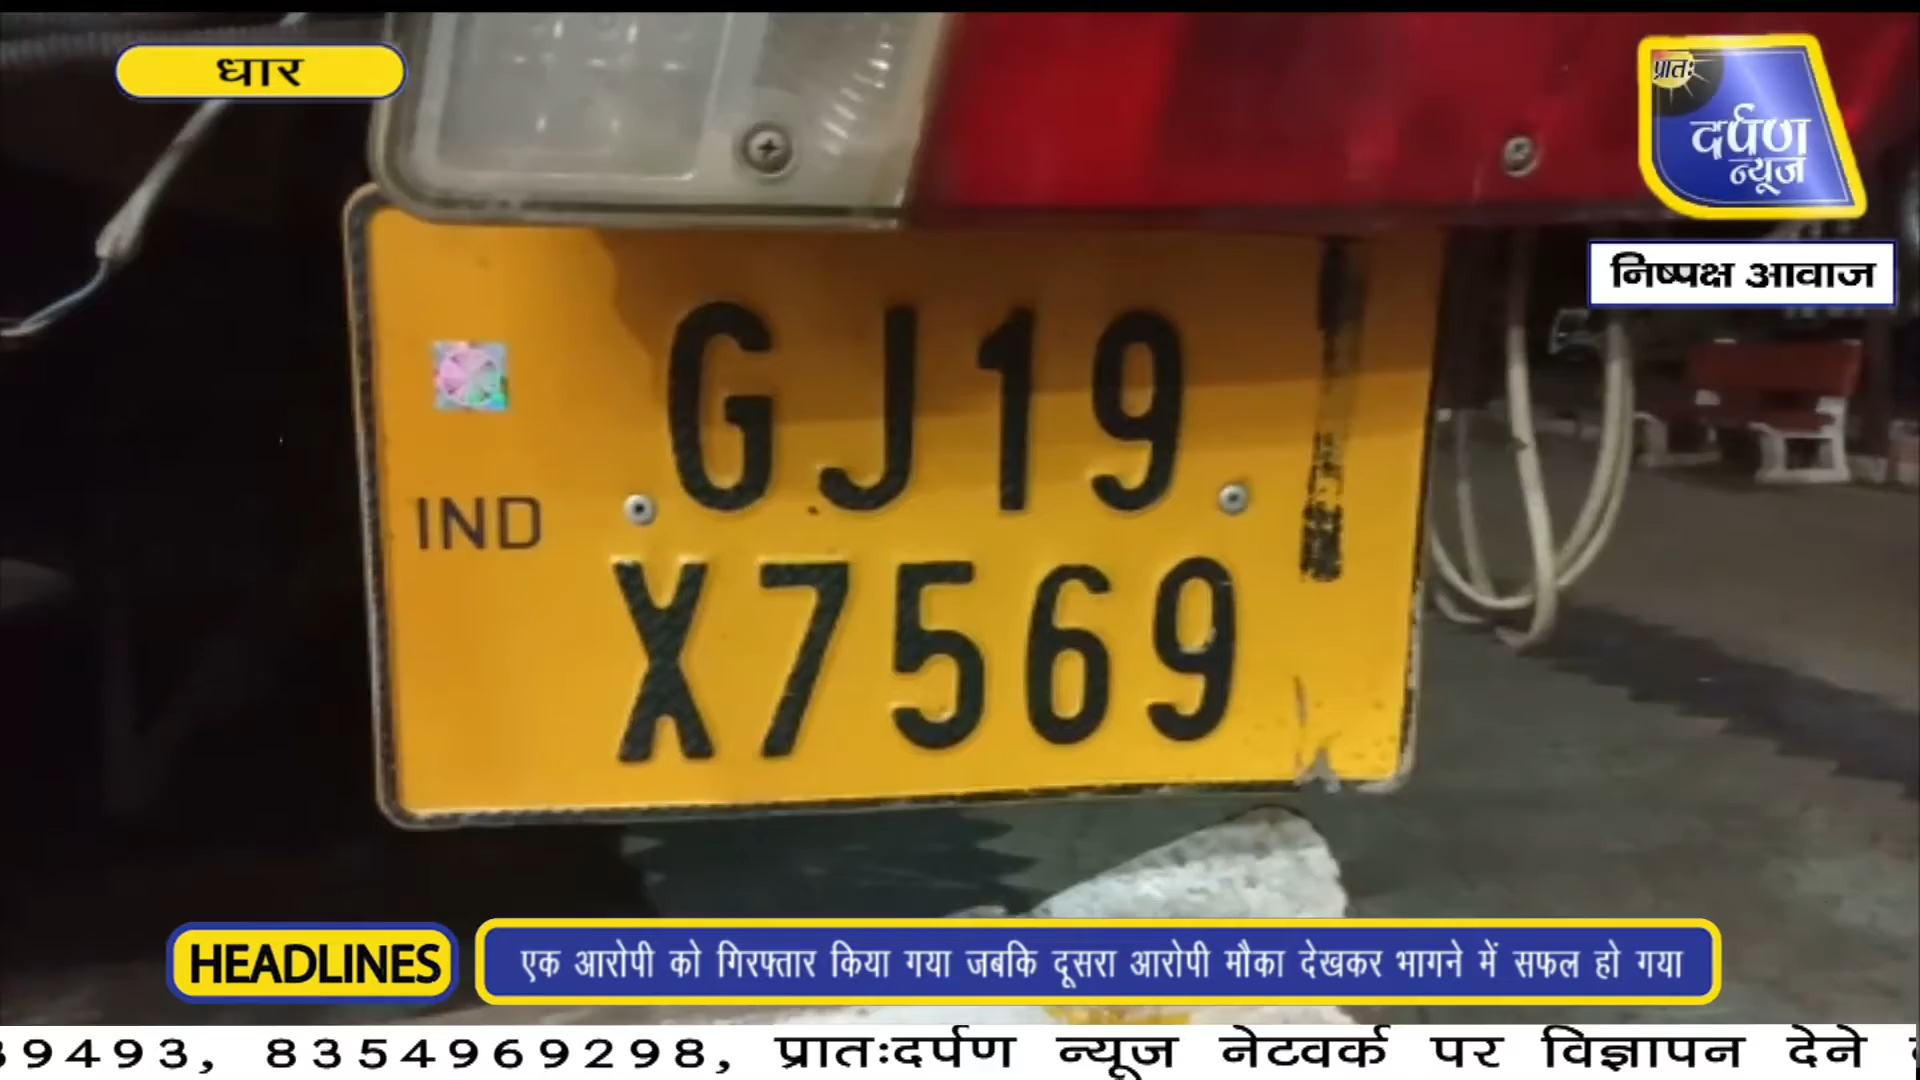 धार
प्रातः
दर्पण
न्यूज
निष्पक्ष आवाज
GJ19
IND
X7569
HEADLINES
एक आरोपी को गिरफ्तार किया गया जबकि दूसरा आरोपी मौका देखकर भागने में सफल हो गया
39493, 8354969298, प्रातःदर्पण न्यूज नेटवर्क पर विज्ञापन देने